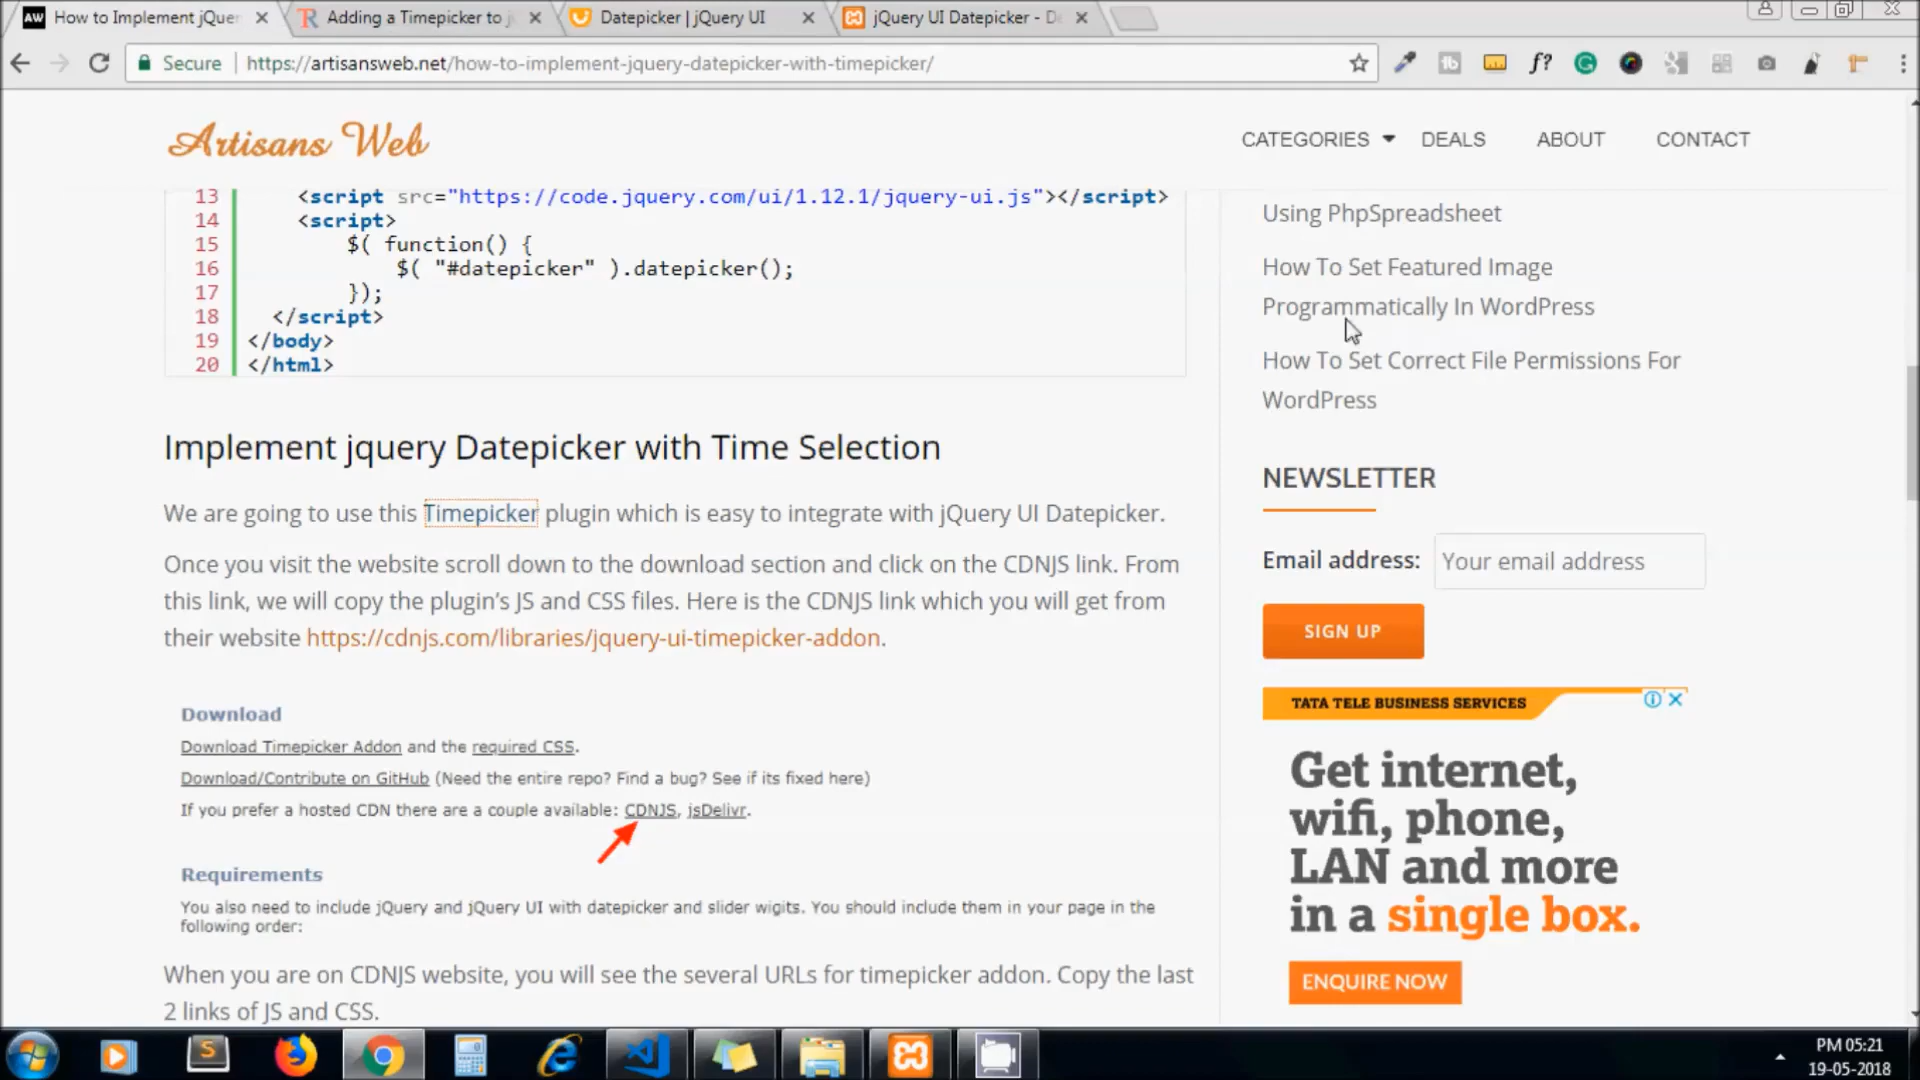 AW How to Implement jQuer
Adding a Timepicker to j
Datepicker | jQuery UI
jQuery UI Datepicker - De
Secure
https://artisansweb.net/how-to-implement-jquery-datepicker-with-timepicker/
f?
Artisans Web
CATEGORIES
DEALS
ABOUT
CONTACT
13 <script src="https://code.jquery.com/ui/1.12.1/jquery-ui.js"></script>
14 <script>
15 $( function() {
16 $( "#datepicker" ).datepicker();
17 });
18 </script>
19 </body>
20 </html>
Implement jquery Datepicker with Time Selection
We are going to use this Timepicker plugin which is easy to integrate with jQuery UI Datepicker.
Once you visit the website scroll down to the download section and click on the CDNJS link. From
this link, we will copy the plugin's JS and CSS files. Here is the CDNJS link which you will get from
their website https://cdnjs.com/libraries/jquery-ui-timepicker-addon.
Download
Download Timepicker Addon and the required CSS.
Download/Contribute on GitHub (Need the entire repo? Find a bug? See if its fixed here)
If you prefer a hosted CDN there are a couple available: CDNJS, jsDelivr.
Requirements
You also need to include jQuery and jQuery UI with datepicker and slider wigits. You should include them in your page in the
following order:
When you are on CDNJS website, you will see the several URLs for timepicker addon. Copy the last
2 links of JS and CSS.
Using PhpSpreadsheet
How To Set Featured Image
Programmatically In WordPress
How To Set Correct File Permissions For
WordPress
NEWSLETTER
Email address:
Your email address
SIGN UP
TATA TELE BUSINESS SERVICES
Get internet,
wifi, phone,
LAN and more
in a single box.
ENQUIRE NOW
PM 05:21
19-05-2018